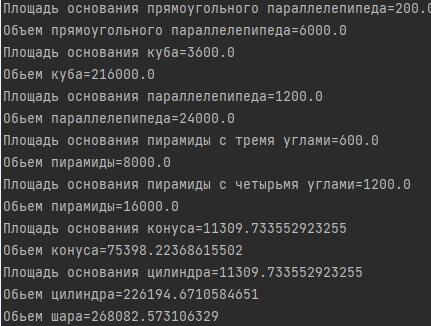 Площадь основания прямоугольного параллелепипеда=200.0
Объем прямоугольного параллелепипеда=6000.0
Площадь основания куба=3600.0
Обьем куба=216000.0
Площадь основания параллелепипеда=1200.0
Обьем параллелепипеда=24000.0
Площадь основания пирамиды с тремя углами=600.0
Обьем пирамиды=8000.0
Площадь основания пирамиды с четырьмя углами=1200.0
Обьем пирамиды=16000.0
Площадь основания конуса=11309.733552923255
Обьем конуса=75398.22368615502
Площадь основания цилиндра=11309.733552923255
Обьем цилиндра=226194.6710584651
Обьем шара=268082.573106329